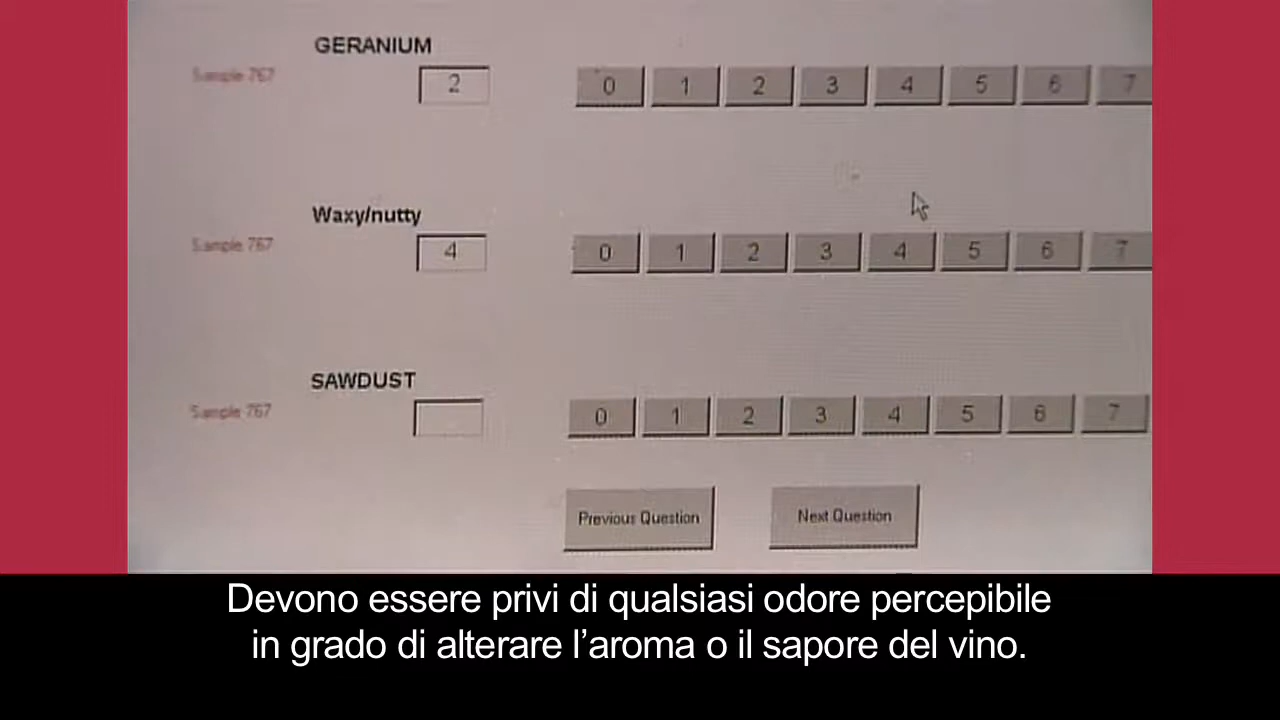 GERANIUM
Sample 767
2
0 1 2 3 4 5 6 7
Waxy/nutty
Sample 767
4
0 1 2 3 4 5 6 7
SAWDUST
Sample 767
0 1 2 3 4 5 6 7
Previous Question Next Question
Devono essere privi di qualsiasi odore percepibile
in grado di alterare l’aroma o il sapore del vino.